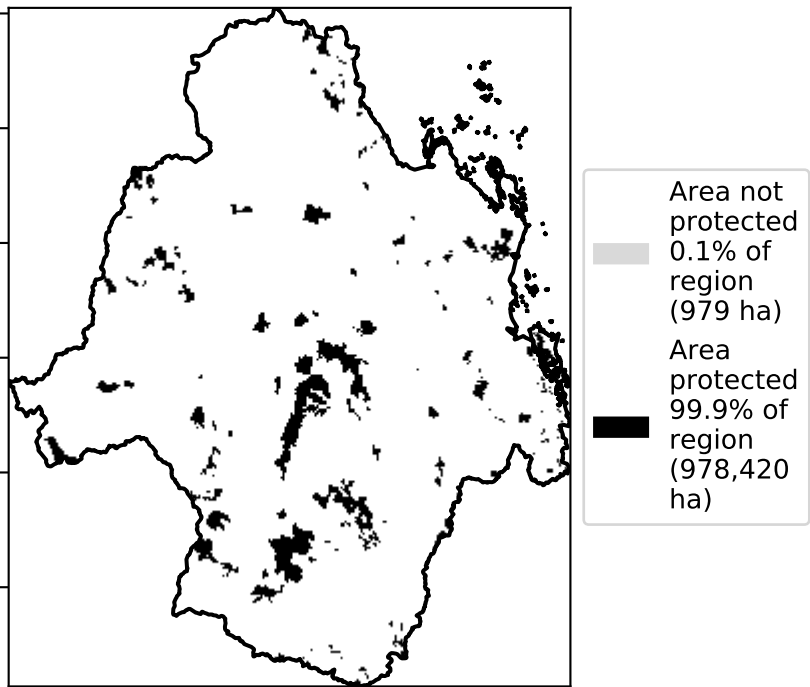 Area not
protected
0.1% of
region
(979 ha)
Area
protected
99.9% of
region
(978,420
ha)